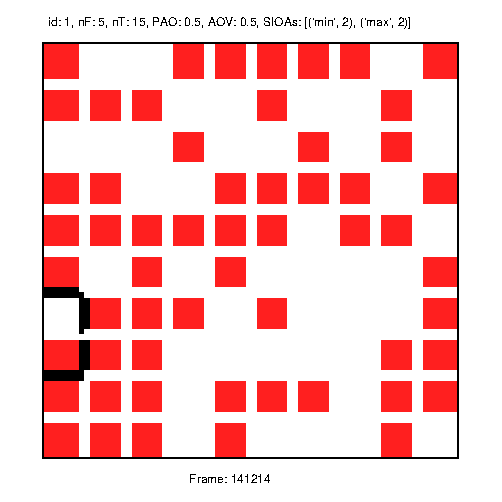 id: 1, nF: 5, nT: 15, PAO: 0.5, AOV: 0.5, SIOAs: [('min', 2), ('max', 2)]
Frame: 141214